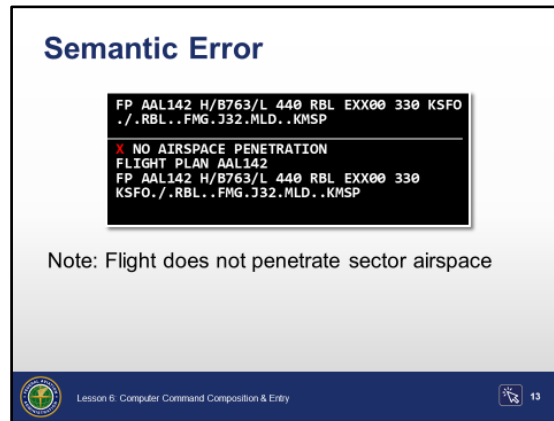 Semantic Error
FP AAL142 H/B763/L 440 RBL EXX00 330 KSFO
./.RBL..FMG.J32.MLD..KMSP
X NO AIRSPACE PENETRATION
FLIGHT PLAN AAL142
FP AAL142 H/B763/L 440 RBL EXX00 330
KSFO./.RBL..FMG.J32.MLD..KMSP
Note: Flight does not penetrate sector airspace
Lesson 6: Computer Command Composition & Entry
13